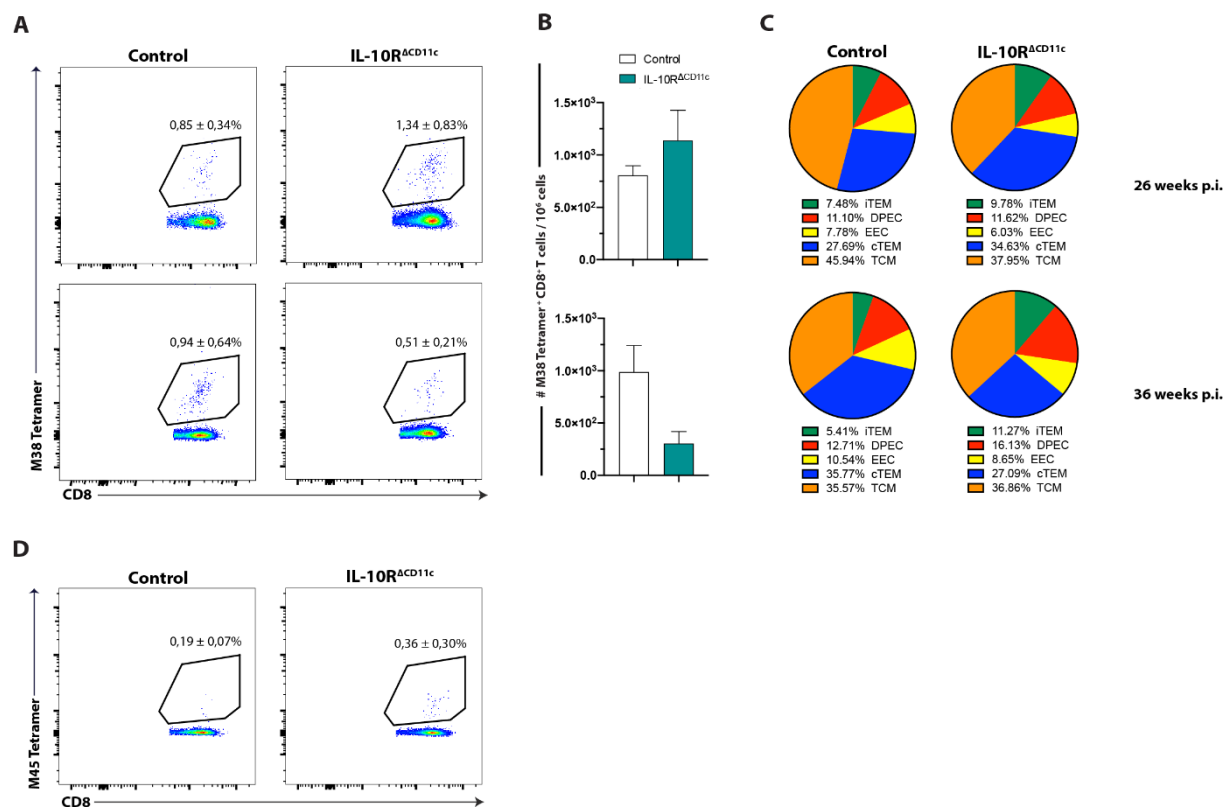 A
Control
IL-10RΔCD11c
0,85 ± 0,34%
1,34 ± 0,83%
0,94 ± 0,64%
0,51 ± 0,21%
M38 Tetramer
CD8
B
Control
IL-10RΔCD11c
# M38 Tetramer+ CD8+ T cells / 10⁶ cells
1.5×10³
1.0×10³
5.0×10²
0.0
1.5×10³
1.0×10³
5.0×10²
0.0
C
Control
IL-10RΔCD11c
26 weeks p.i.
7.48% iTEM
11.10% DPEC
7.78% EEC
27.69% cTEM
45.94% TCM
9.78% iTEM
11.62% DPEC
6.03% EEC
34.63% cTEM
37.95% TCM
36 weeks p.i.
5.41% iTEM
12.71% DPEC
10.54% EEC
35.77% cTEM
35.57% TCM
11.27% iTEM
16.13% DPEC
8.65% EEC
27.09% cTEM
36.86% TCM
D
Control
IL-10RΔCD11c
0,19 ± 0,07%
0,36 ± 0,30%
M45 Tetramer
CD8